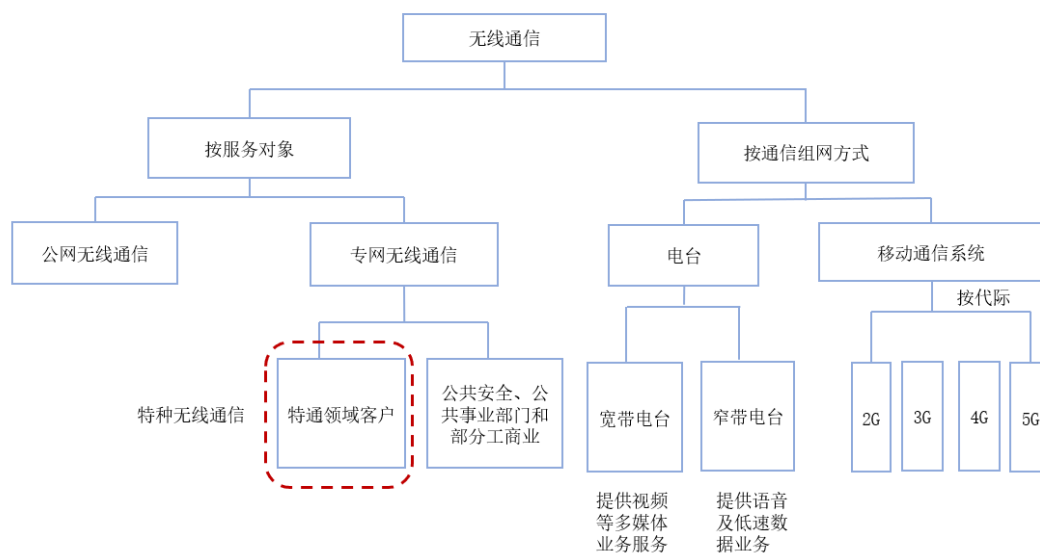 无线通信
按服务对象
按通信组网方式
公网无线通信
专网无线通信
电台
移动通信系统
按代际
特种无线通信
特通领域客户
公共安全、公
共事业部门和
部分工商业
宽带电台
窄带电台
2G
3G
4G
5G
提供视频
等多媒体
业务服务
提供语音
及低速数
据业务